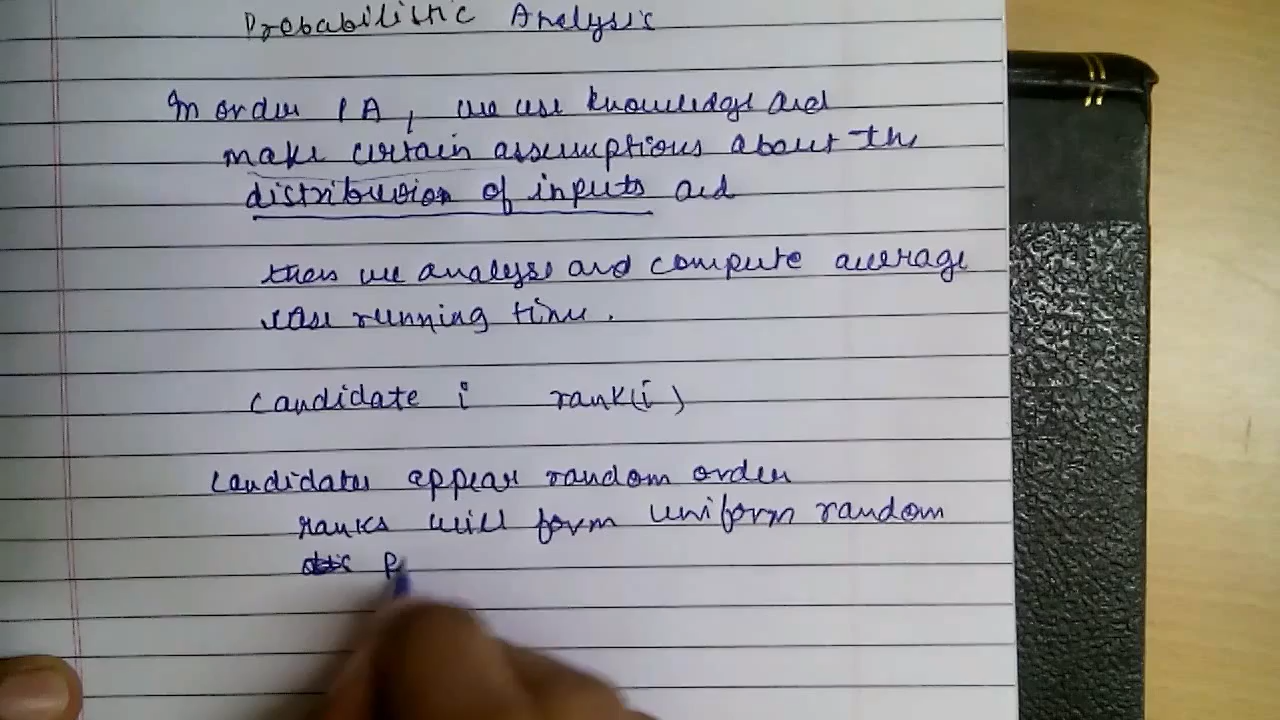 Probabilistic Analysis
In order PA, we use knowledge and
make certain assumptions about the
distribution of inputs and
then we analyse and compute average
case running time.
Candidate i rank(i)
Candidates appear random order
ranks will form uniform random
P